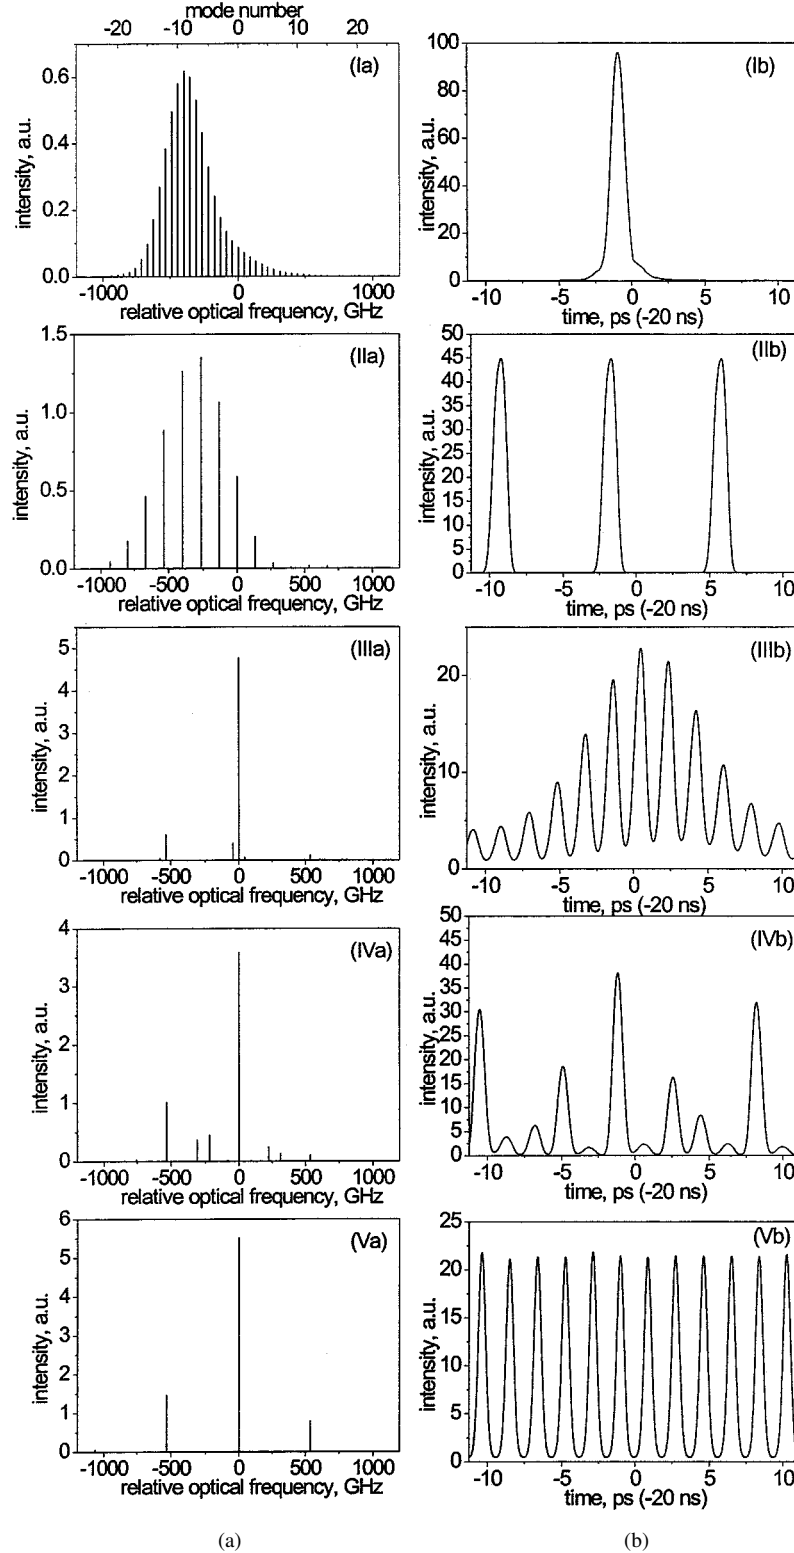 mode number
-20 -10 0 10 20
(Ia)
0.6
0.4
0.2
0.0
intensity, a.u.
-1000 0 1000
relative optical frequency, GHz
(Ib)
100
80
60
40
20
0
intensity, a.u.
-10 -5 0 5 10
time, ps (-20 ns)
(IIa)
1.5
1.0
0.5
0.0
intensity, a.u.
-1000 -500 0 500 1000
relative optical frequency, GHz
(IIb)
50
45
40
35
30
25
20
15
10
5
0
intensity, a.u.
-10 -5 0 5 10
time, ps (-20 ns)
(IIIa)
5
4
3
2
1
0
intensity, a.u.
-1000 -500 0 500 1000
relative optical frequency, GHz
(IIIb)
20
10
0
intensity, a.u.
-10 -5 0 5 10
time, ps (-20 ns)
(IVa)
4
3
2
1
0
intensity, a.u.
-1000 -500 0 500 1000
relative optical frequency, GHz
(IVb)
50
45
40
35
30
25
20
15
10
5
0
intensity, a.u.
-10 -5 0 5 10
time, ps (-20 ns)
(Va)
6
5
4
3
2
1
0
intensity, a.u.
-1000 -500 0 500 1000
relative optical frequency, GHz
(Vb)
25
20
15
10
5
0
intensity, a.u.
-10 -5 0 5 10
time, ps (-20 ns)
(a) (b)